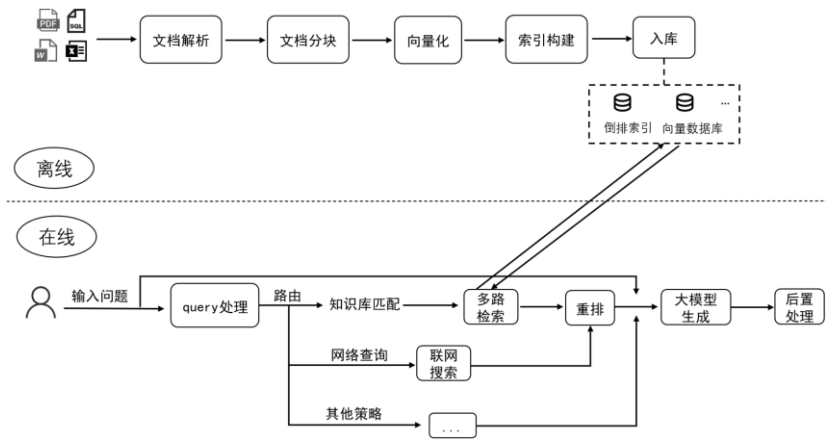 PDF
SQL
W
X
文档解析
文档分块
向量化
索引构建
入库
倒排索引
向量数据库
...
离线
在线
输入问题
query处理
路由
知识库匹配
多路
检索
重排
大模型
生成
后置
处理
网络查询
联网
搜索
其他策略
...